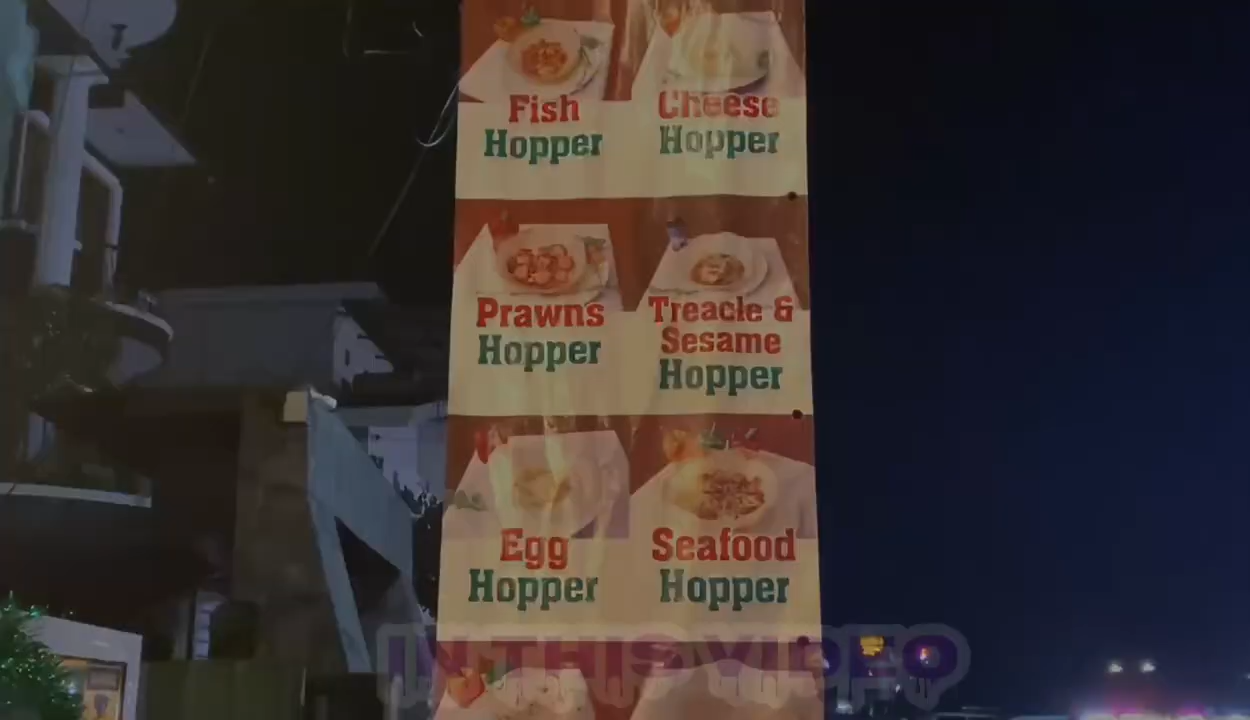 Fish
Hopper
Cheese
Hopper
Prawns
Hopper
Treacle &
Sesame
Hopper
Egg
Hopper
Seafood
Hopper
IN THIS VIDEO